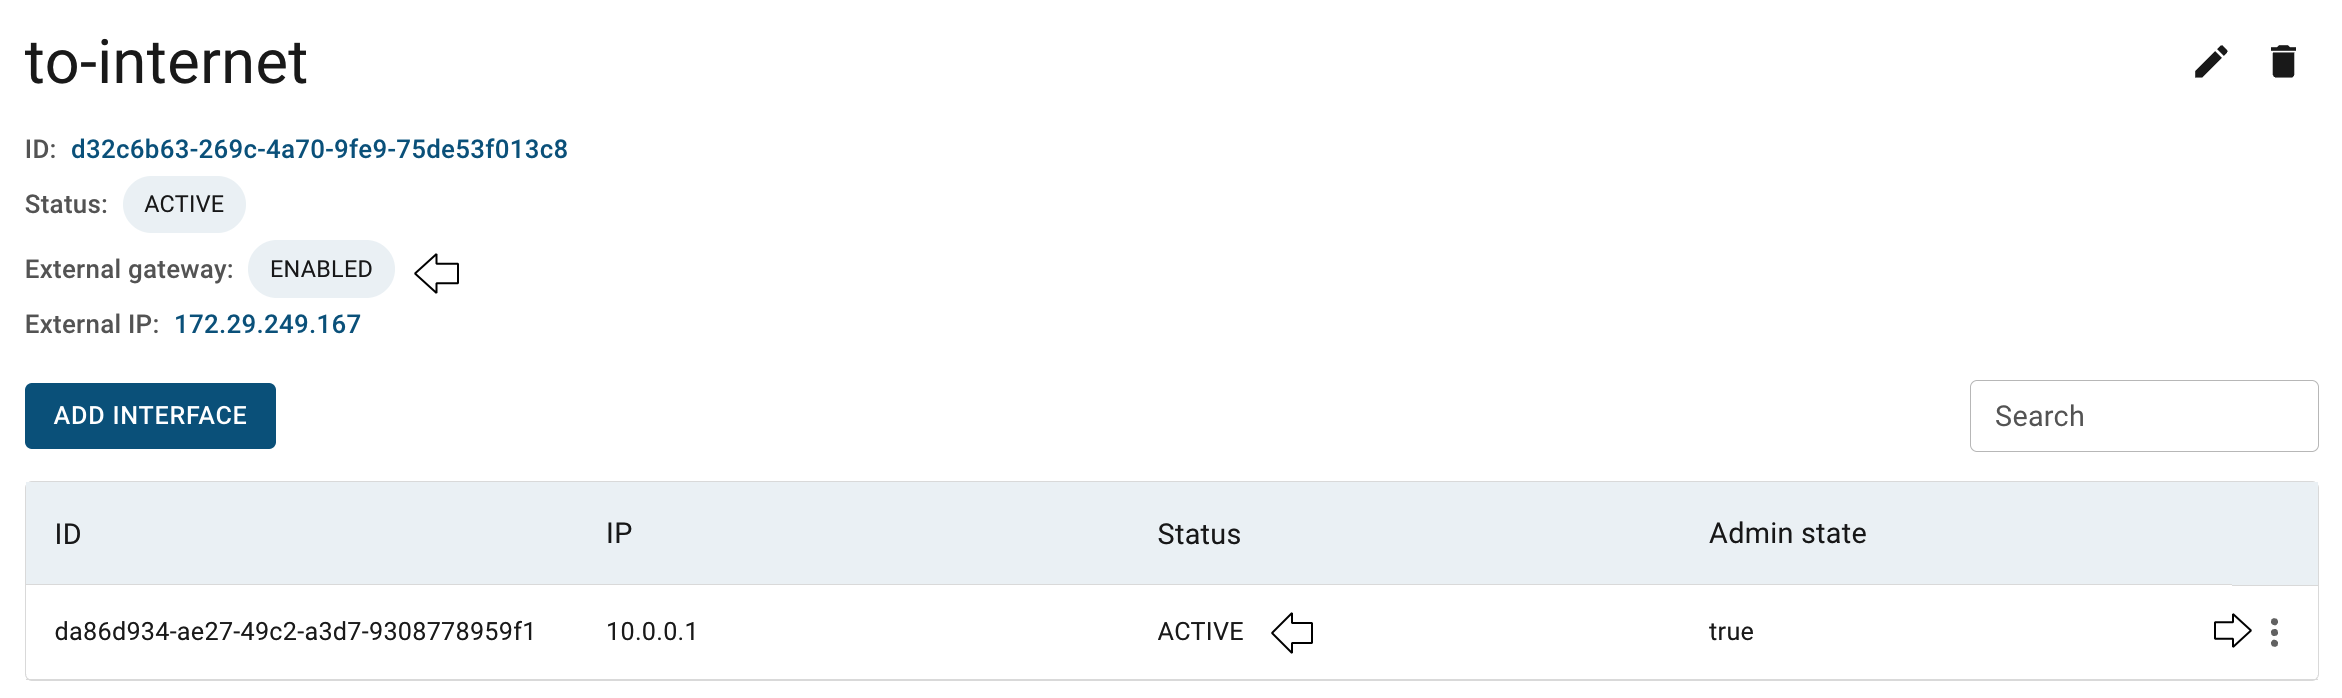 to-internet
ID: d32c6b63-269c-4a70-9fe9-75de53f013c8
Status: ACTIVE
External gateway: ENABLED
External IP: 172.29.249.167
ADD INTERFACE Search
ID IP Status Admin state
da86d934-ae27-49c2-a3d7-9308778959f1 10.0.0.1 ACTIVE true